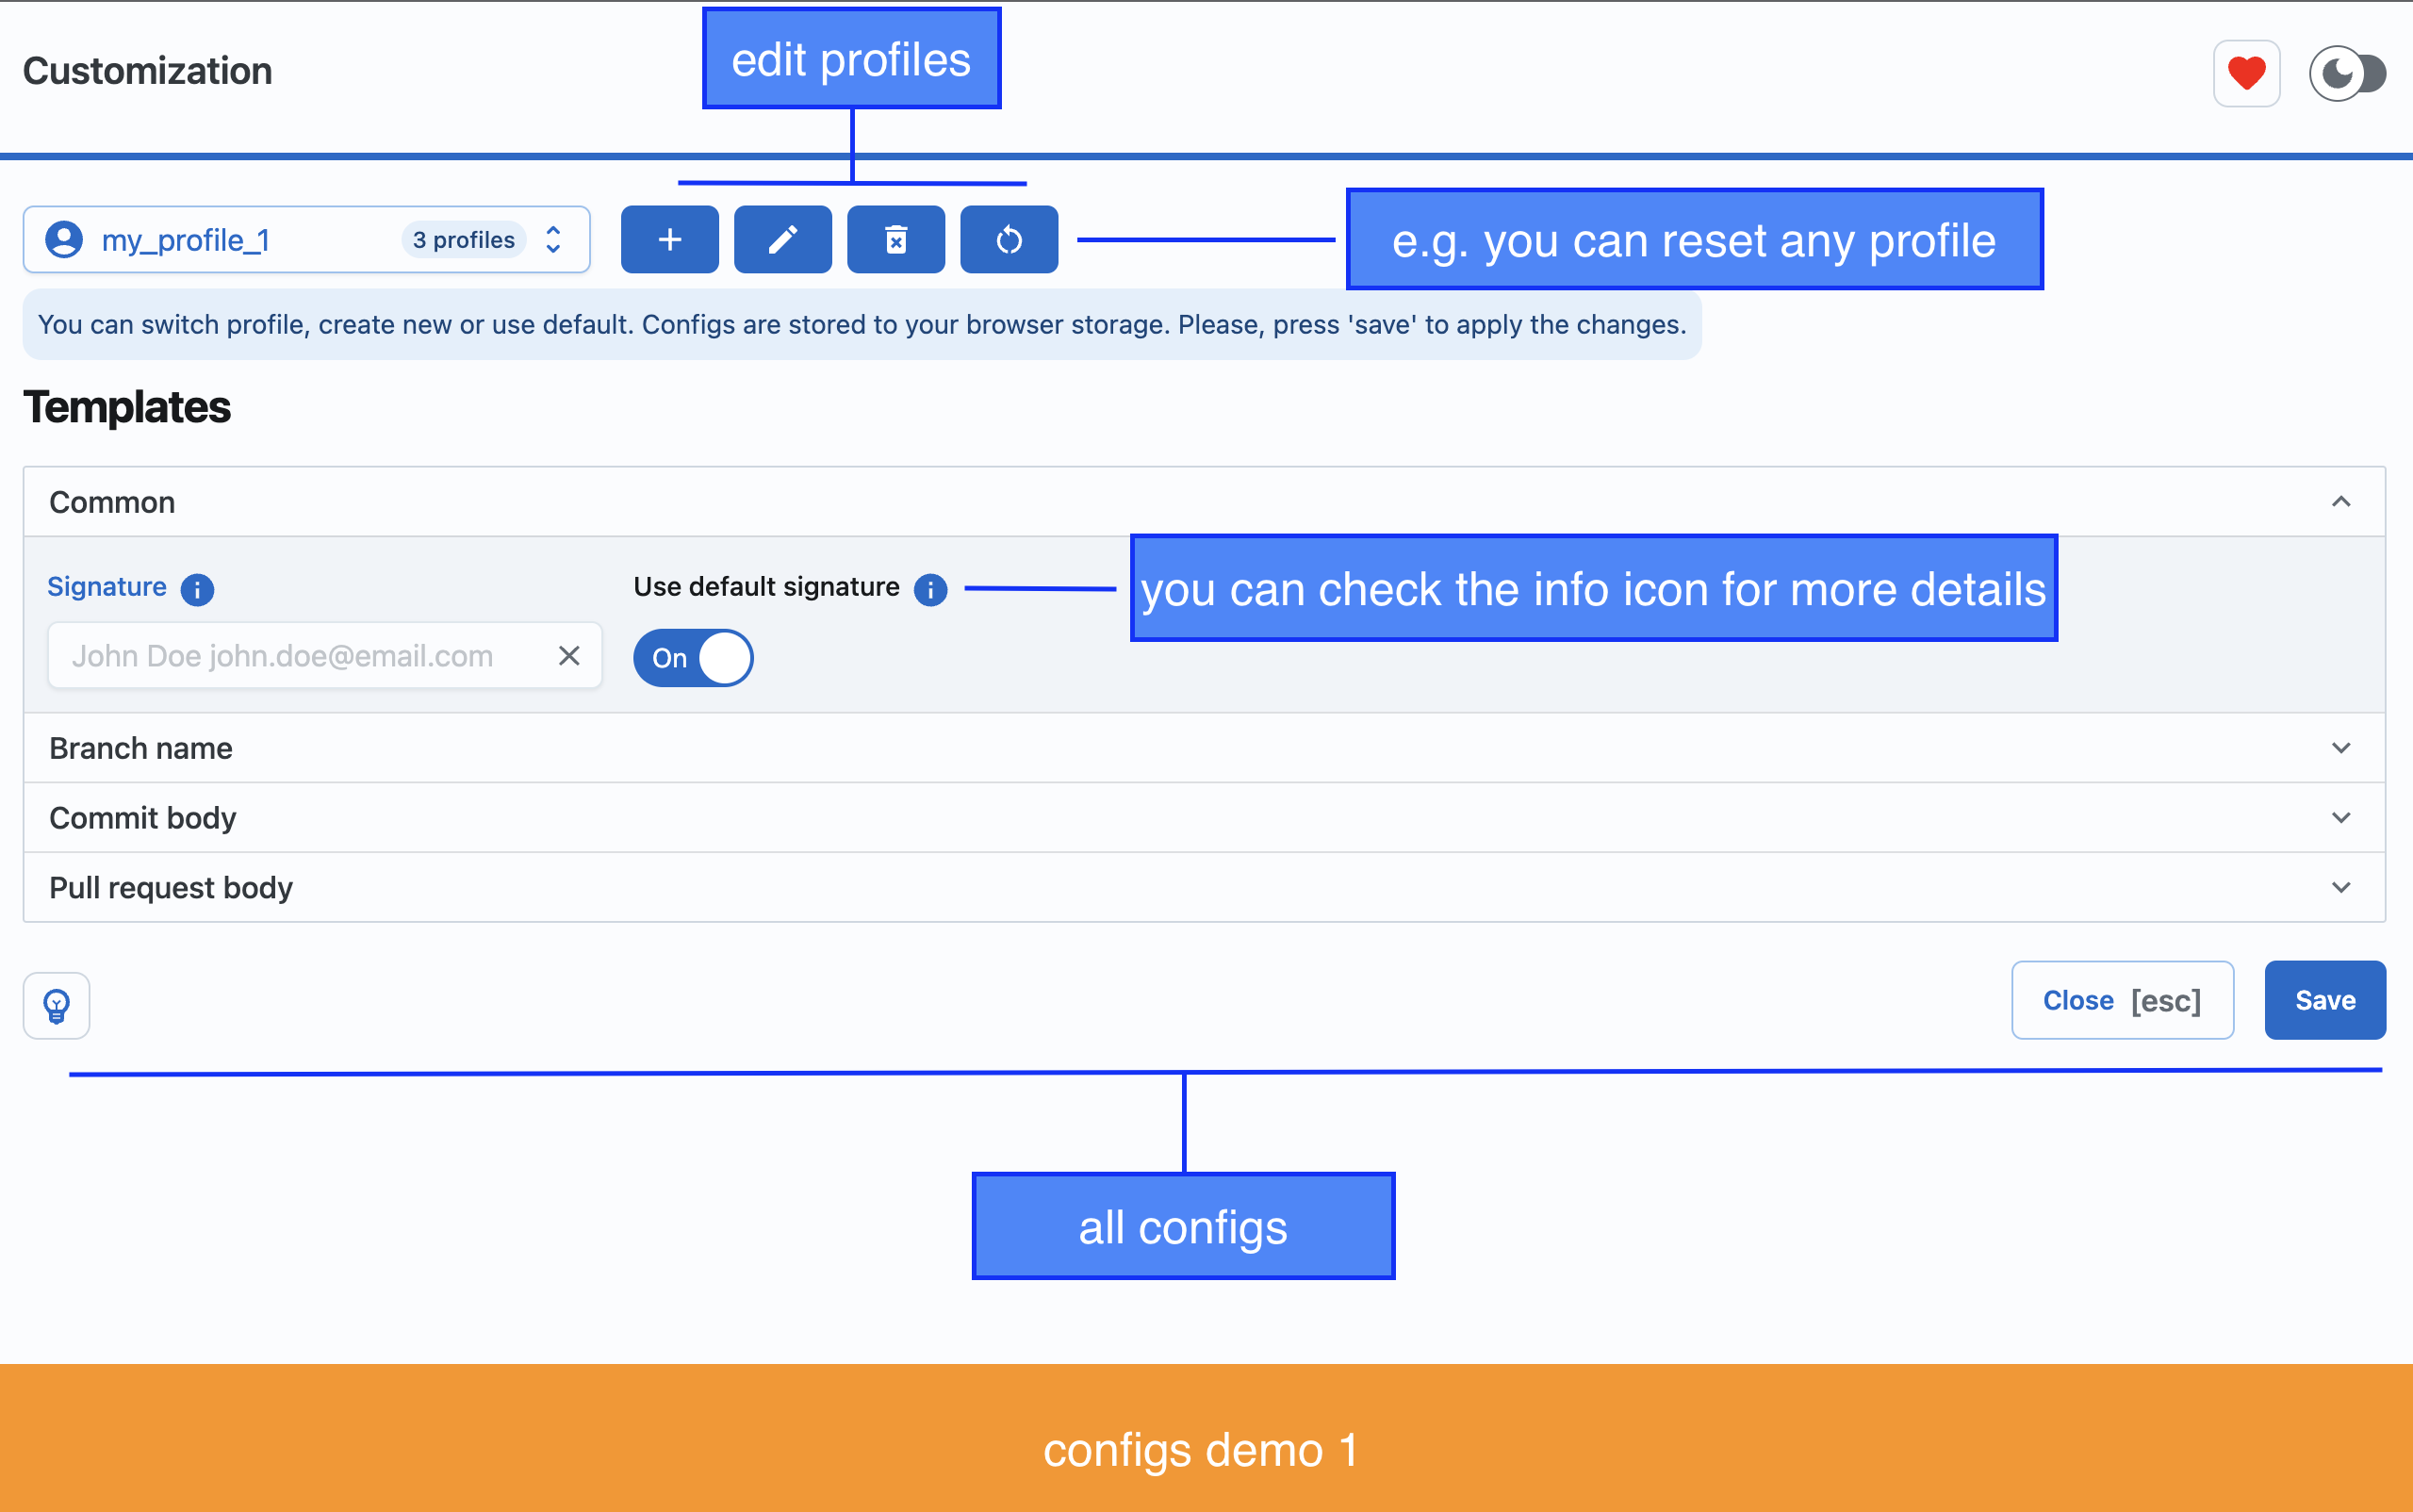 edit profiles
Customization
my_profile_1
3 profiles
e.g. you can reset any profile
You can switch profile, create new or use default. Configs are stored to your browser storage. Please, press 'save' to apply the changes.
Templates
Common
Signature
Use default signature
you can check the info icon for more details
John Doe john.doe@email.com
On
Branch name
Commit body
Pull request body
Close [esc]
Save
all configs
configs demo 1